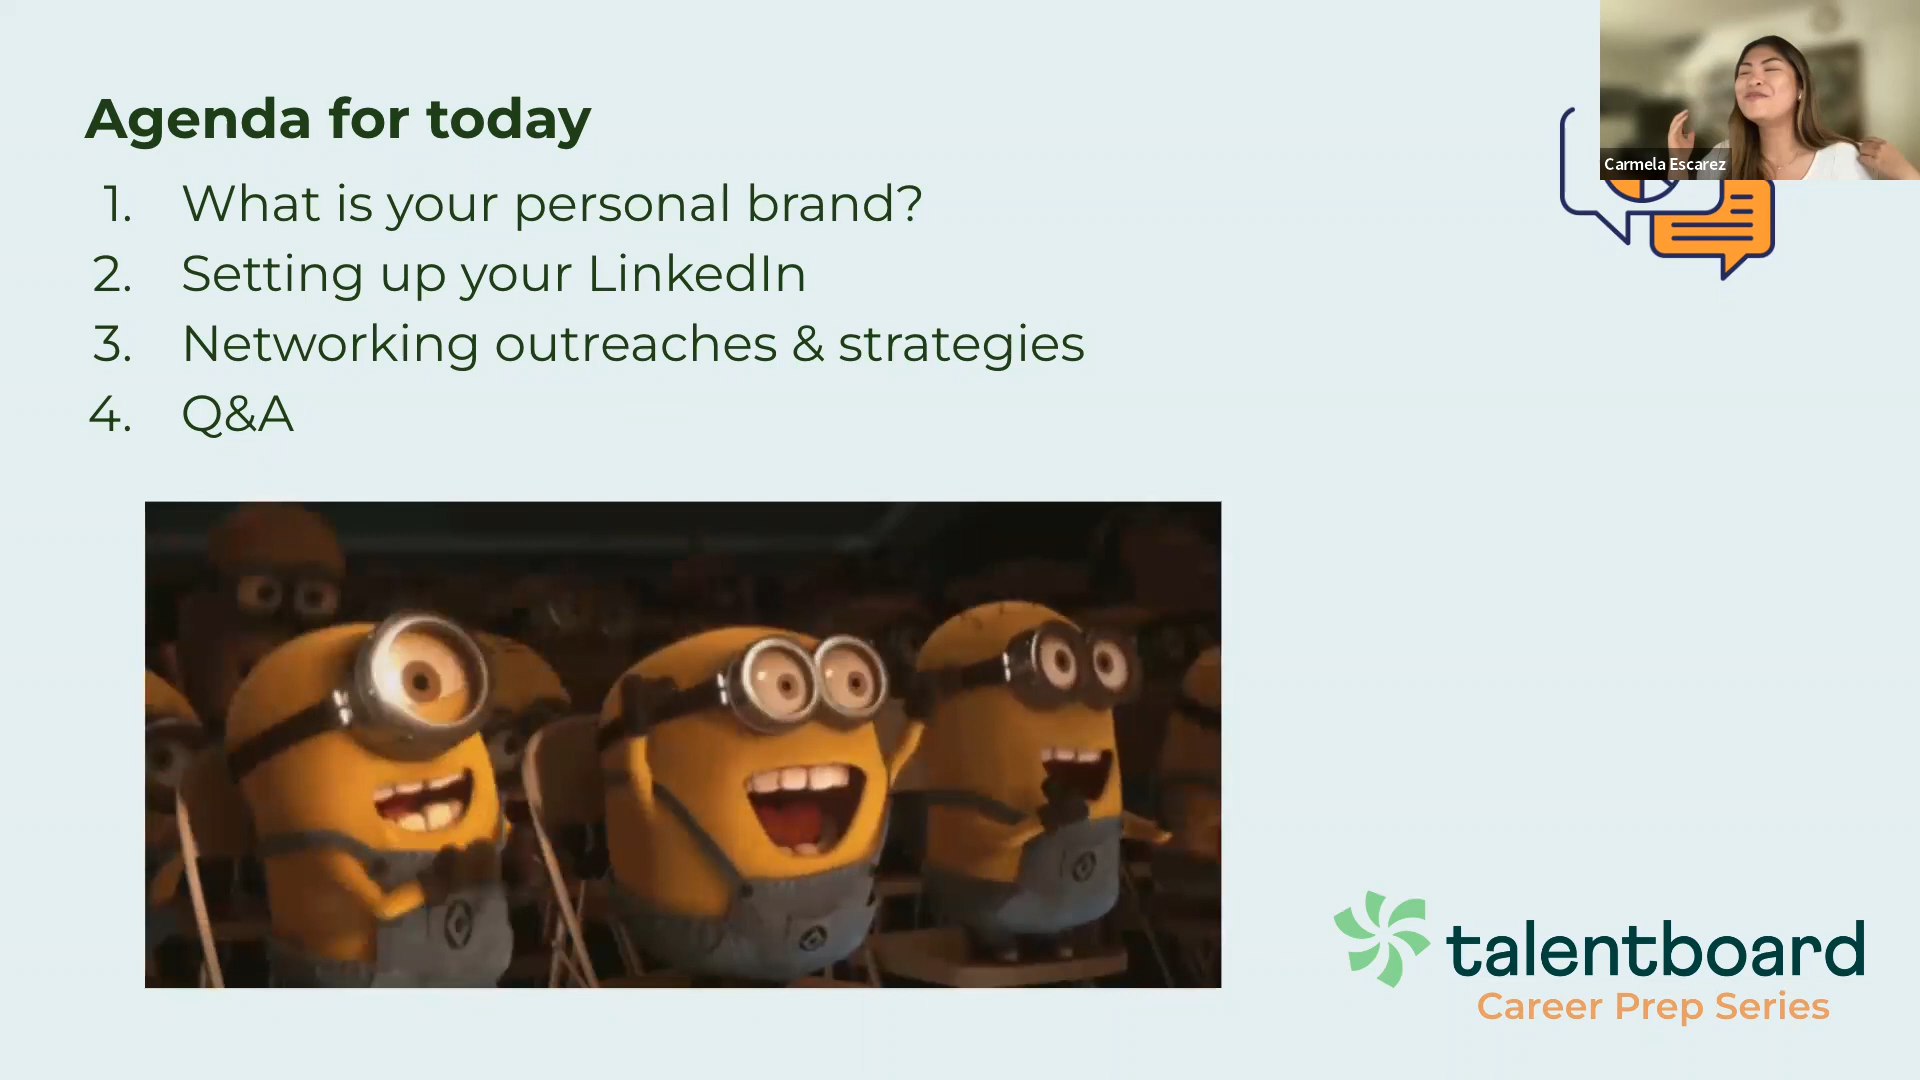 Agenda for today
1. What is your personal brand?
2. Setting up your LinkedIn
3. Networking outreaches & strategies
4. Q&A
Carmela Escarez
talentboard
Career Prep Series